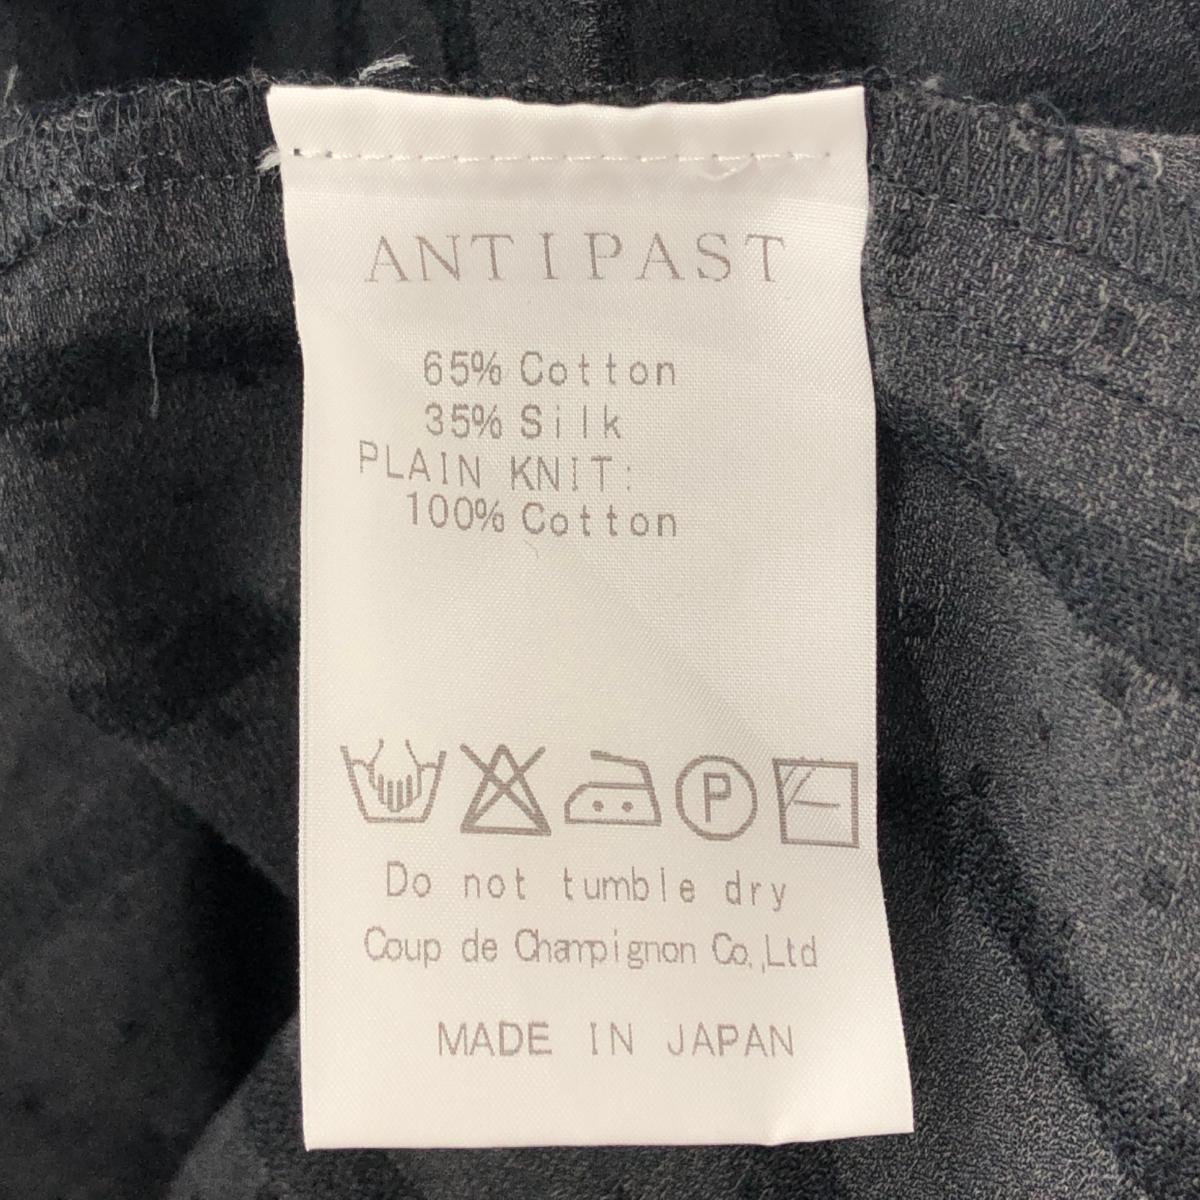 ANTIPAST
65% Cotton
35% Silk
PLAIN KNIT:
100% Cotton
P
Do not tumble dry
Coup de Champignon Co.,Ltd
MADE IN JAPAN